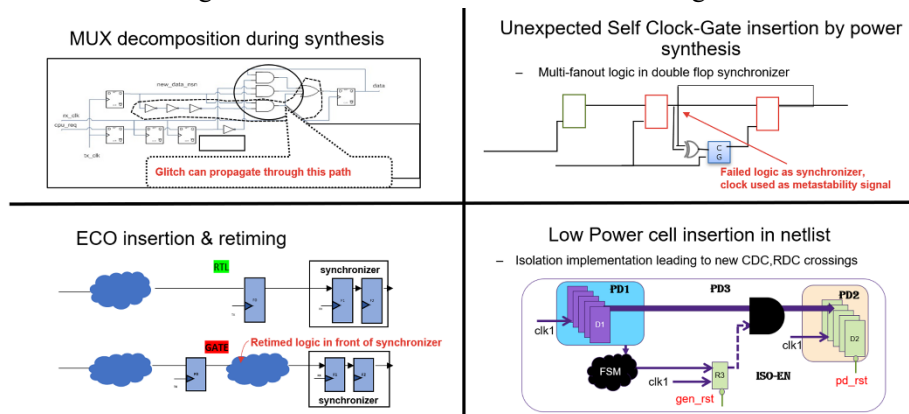 MUX decomposition during synthesis
new_data_nsn
data
rx_clk
cpu_req
tx_clk
Glitch can propagate through this path
Unexpected Self Clock-Gate insertion by power
synthesis
– Multi-fanout logic in double flop synchronizer
C
G
Failed logic as synchronizer,
clock used as metastability signal
ECO insertion & retiming
RTL
synchronizer
GATE
Retimed logic in front of synchronizer
synchronizer
Low Power cell insertion in netlist
– Isolation implementation leading to new CDC,RDC crossings
PD1
PD3
PD2
D1
clk1
clk1
D2
FSM
clk1
R3
ISO-EN
pd_rst
gen_rst